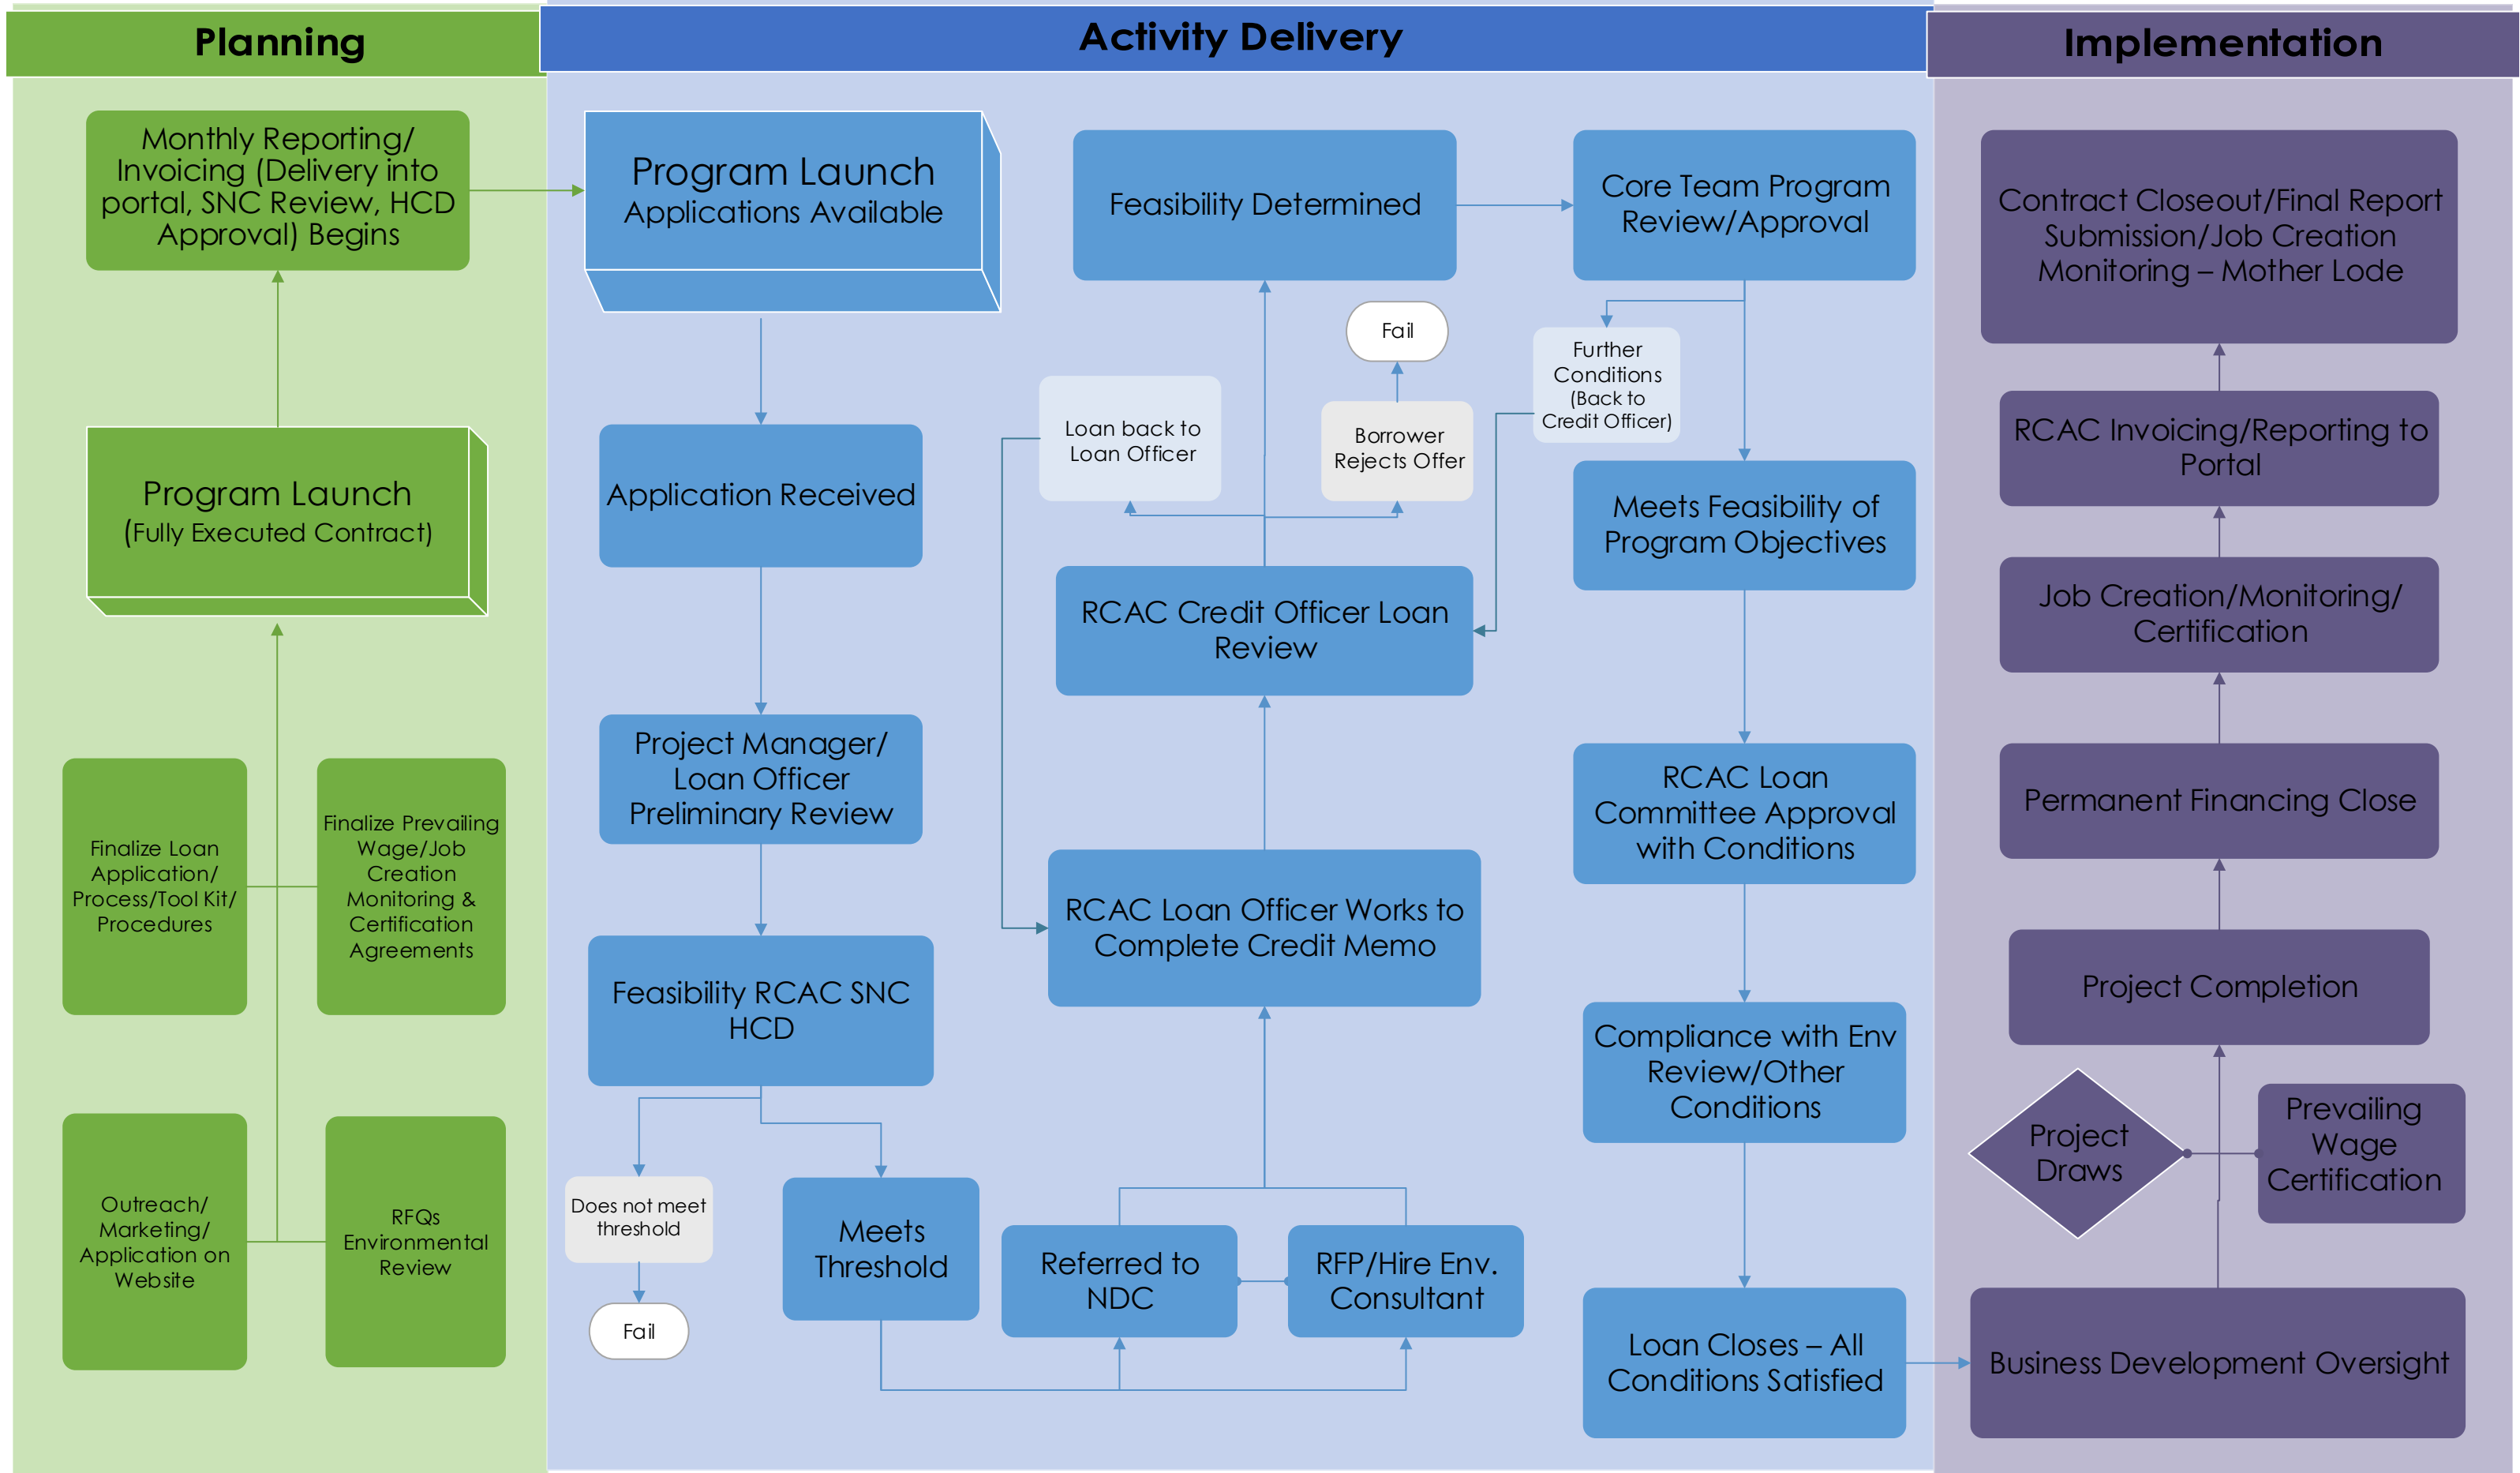 Planning
Activity Delivery
Implementation
Monthly Reporting/
Invoicing (Delivery into
portal, SNC Review, HCD
Approval) Begins
Program Launch
(Fully Executed Contract)
Finalize Loan
Application/
Process/Tool Kit/
Procedures
Finalize Prevailing
Wage/Job
Creation
Monitoring &
Certification
Agreements
Outreach/
Marketing/
Application on
Website
RFQs
Environmental
Review
Program Launch
Applications Available
Application Received
Project Manager/
Loan Officer
Preliminary Review
Feasibility RCAC SNC
HCD
Does not meet
threshold
Fail
Meets
Threshold
Referred to
NDC
RFP/Hire Env.
Consultant
RCAC Loan Officer Works to
Complete Credit Memo
RCAC Credit Officer Loan
Review
Loan back to
Loan Officer
Borrower
Rejects Offer
Fail
Feasibility Determined
Core Team Program
Review/Approval
Further
Conditions
(Back to
Credit Officer)
Meets Feasibility of
Program Objectives
RCAC Loan
Committee Approval
with Conditions
Compliance with Env
Review/Other
Conditions
Loan Closes – All
Conditions Satisfied
Business Development Oversight
Project
Draws
Prevailing
Wage
Certification
Project Completion
Permanent Financing Close
Job Creation/Monitoring/
Certification
RCAC Invoicing/Reporting to
Portal
Contract Closeout/Final Report
Submission/Job Creation
Monitoring – Mother Lode